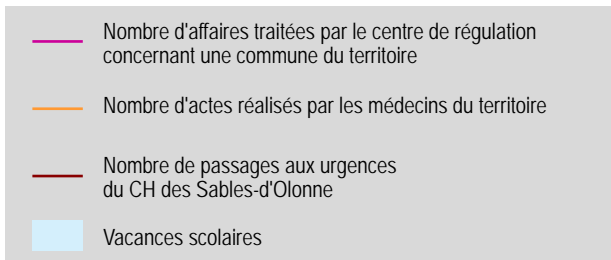 Nombre d'affaires traitées par le centre de régulation
concernant une commune du territoire
Nombre d'actes réalisés par les médecins du territoire
Nombre de passages aux urgences
du CH des Sables-d'Olonne
Vacances scolaires